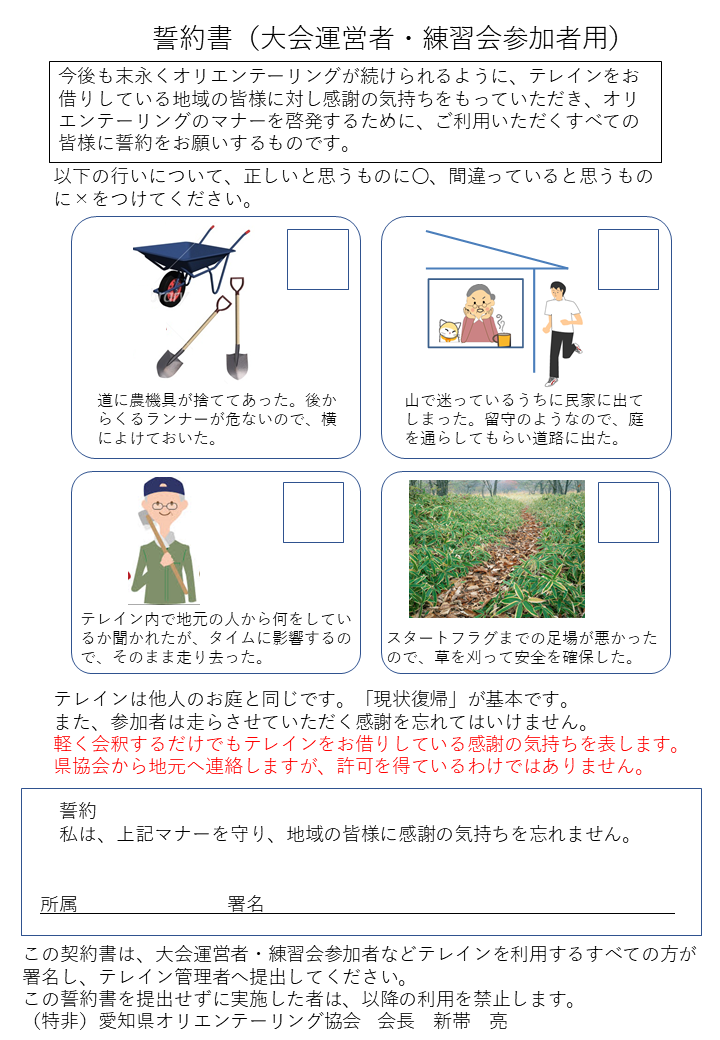 誓約書（大会運営者・練習会参加者用）
今後も末永くオリエンテーリングが続けられるように、テレインをお
借りしている地域の皆様に対し感謝の気持ちをもっていただき、オリ
エンテーリングのマナーを啓発するために、ご利用いただくすべての
皆様に誓約をお願いするものです。
以下の行いについて、正しいと思うものに〇、間違っていると思うもの
に×をつけてください。
道に農機具が捨ててあった。後か
らくるランナーが危ないので、横
によけておいた。
山で迷っているうちに民家に出て
しまった。留守のようなので、庭
を通らしてもらい道路に出た。
テレイン内で地元の人から何をしてい
るか聞かれたが、タイムに影響するの
で、そのまま走り去った。
スタートフラグまでの足場が悪かった
ので、草を刈って安全を確保した。
テレインは他人のお庭と同じです。「現状復帰」が基本です。
また、参加者は走らさせていただく感謝を忘れてはいけません。
軽く会釈するだけでもテレインをお借りしている感謝の気持ちを表します。
県協会から地元へ連絡しますが、許可を得ているわけではありません。
誓約
私は、上記マナーを守り、地域の皆様に感謝の気持ちを忘れません。
所属　　　　　　　　署名
この契約書は、大会運営者・練習会参加者などテレインを利用するすべての方が
署名し、テレイン管理者へ提出してください。
この誓約書を提出せずに実施した者は、以降の利用を禁止します。
（特非）愛知県オリエンテーリング協会　会長　新帯　亮